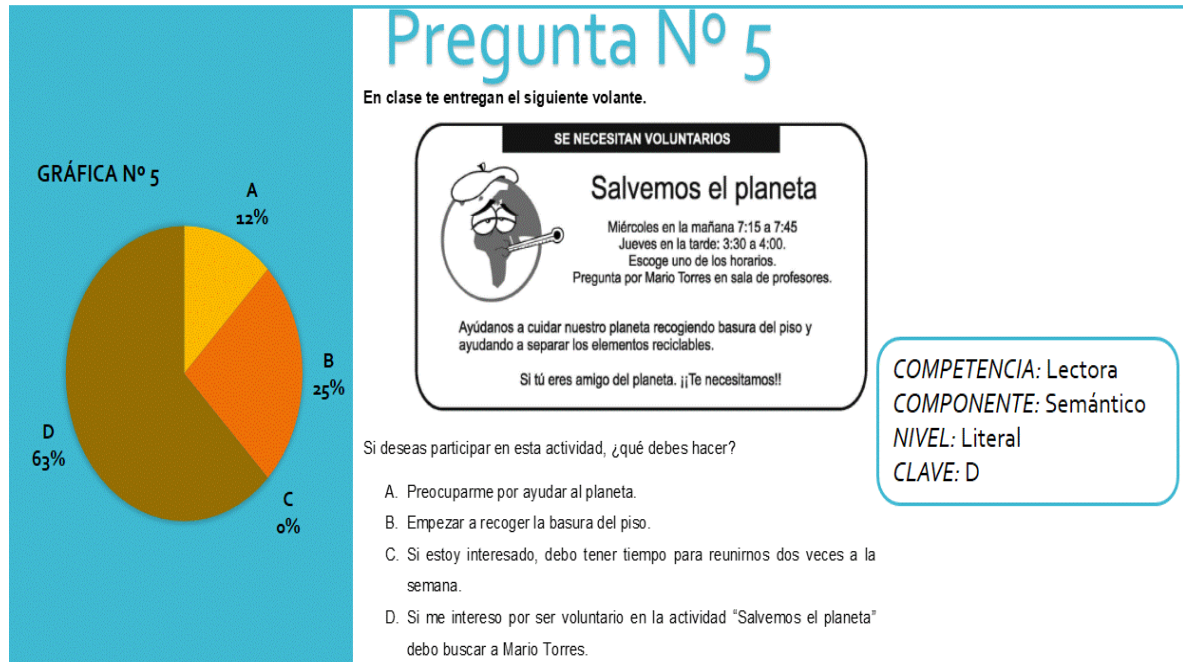 Pregunta Nº 5
En clase te entregan el siguiente volante.
SE NECESITAN VOLUNTARIOS
Salvemos el planeta
Miércoles en la mañana 7:15 a 7:45
Jueves en la tarde: 3:30 a 4:00.
Escoge uno de los horarios.
Pregunta por Mario Torres en sala de profesores.
Ayúdanos a cuidar nuestro planeta recogiendo basura del piso y
ayudando a separar los elementos reciclables.
Si tú eres amigo del planeta. ¡¡Te necesitamos!!
Si deseas participar en esta actividad, ¿qué debes hacer?
A. Preocuparme por ayudar al planeta.
B. Empezar a recoger la basura del piso.
C. Si estoy interesado, debo tener tiempo para reunirnos dos veces a la
semana.
D. Si me intereso por ser voluntario en la actividad “Salvemos el planeta”
debo buscar a Mario Torres.
GRÁFICA Nº 5
A
12%
B
25%
C
0%
D
63%
COMPETENCIA: Lectora
COMPONENTE: Semántico
NIVEL: Literal
CLAVE: D